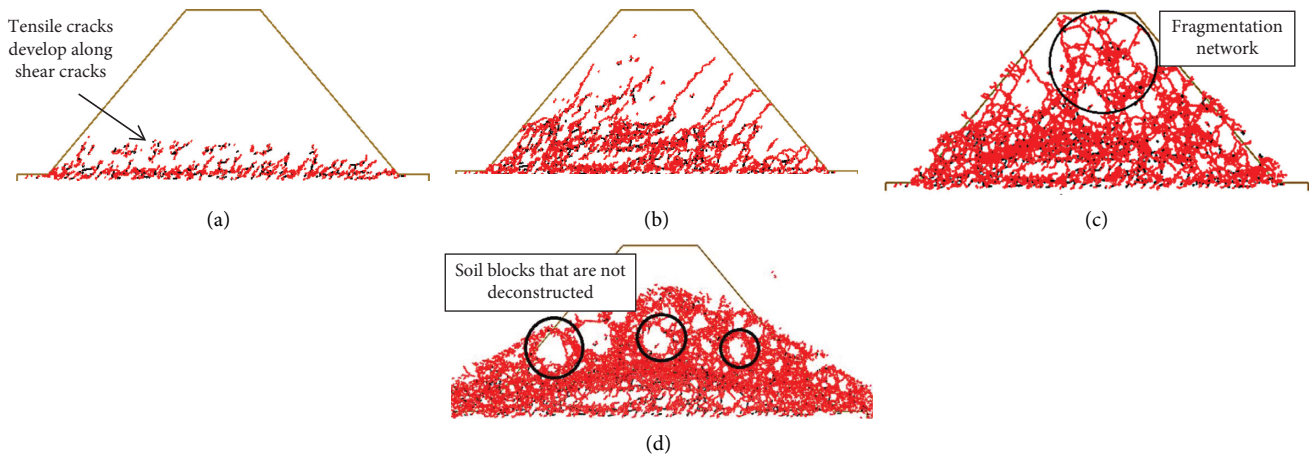 Tensile cracks
develop along
shear cracks
Fragmentation
network
(a)
(b)
(c)
Soil blocks that are not
deconstructed
(d)